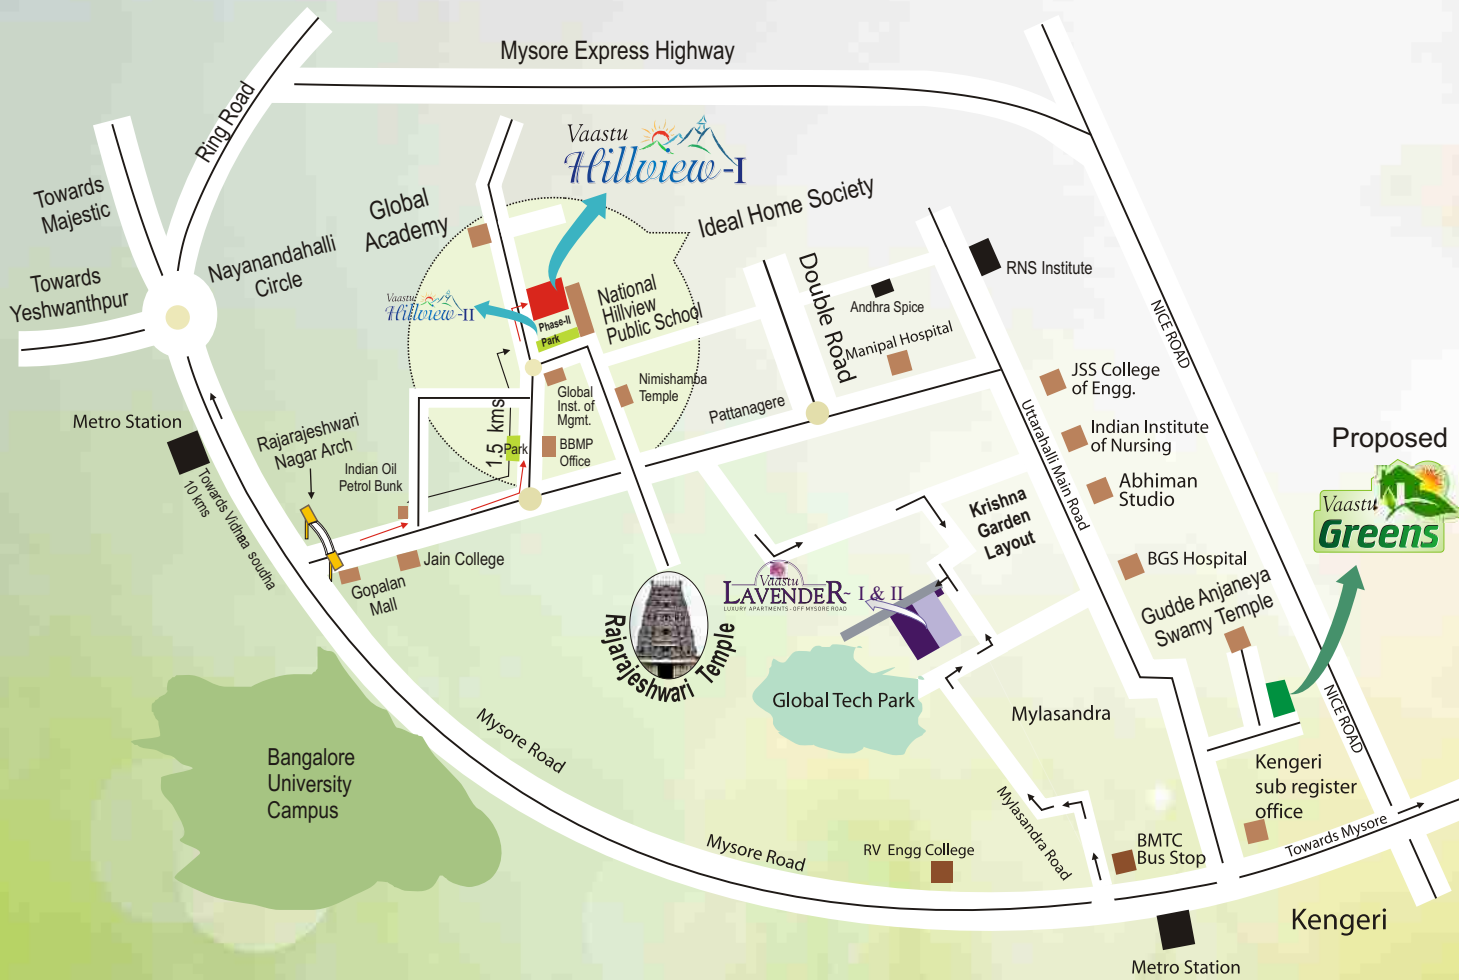 Mysore Express Highway
Ring Road
Towards
Majestic
Towards
Yeshwanthpur
Nayanandahalli
Circle
Global
Academy
Vaastu
Hillview-I
Ideal Home Society
Vaastu
Hillview-II
National
Hillview
Public School
Phase-II
Park
Double Road
RNS Institute
Andhra Spice
Manipal Hospital
NICE ROAD
JSS College
of Engg.
Indian Institute
of Nursing
Abhiman
Studio
Uttarahalli Main Road
Proposed
Vaastu
Greens
Metro Station
Rajarajeshwari
Nagar Arch
Indian Oil
Petrol Bunk
1.5 kms
Park
Global
Inst. of
Mgmt.
BBMP
Office
Nimishamba
Temple
Pattanagere
Towards Vidhaa soudha
10 kms
Jain College
Gopalan
Mall
Krishna
Garden
Layout
BGS Hospital
Gudde Anjaneya
Swamy Temple
Vaastu
LAVENDER - I & II
LUXURY APARTMENTS - OFF MYSORE ROAD
Rajarajeshwari Temple
Global Tech Park
Mylasandra
NICE ROAD
Bangalore
University
Campus
Mysore Road
Mysore Road
Kengeri
sub register
office
Mylasandra Road
RV Engg College
BMTC
Bus Stop
Towards Mysore
Kengeri
Metro Station